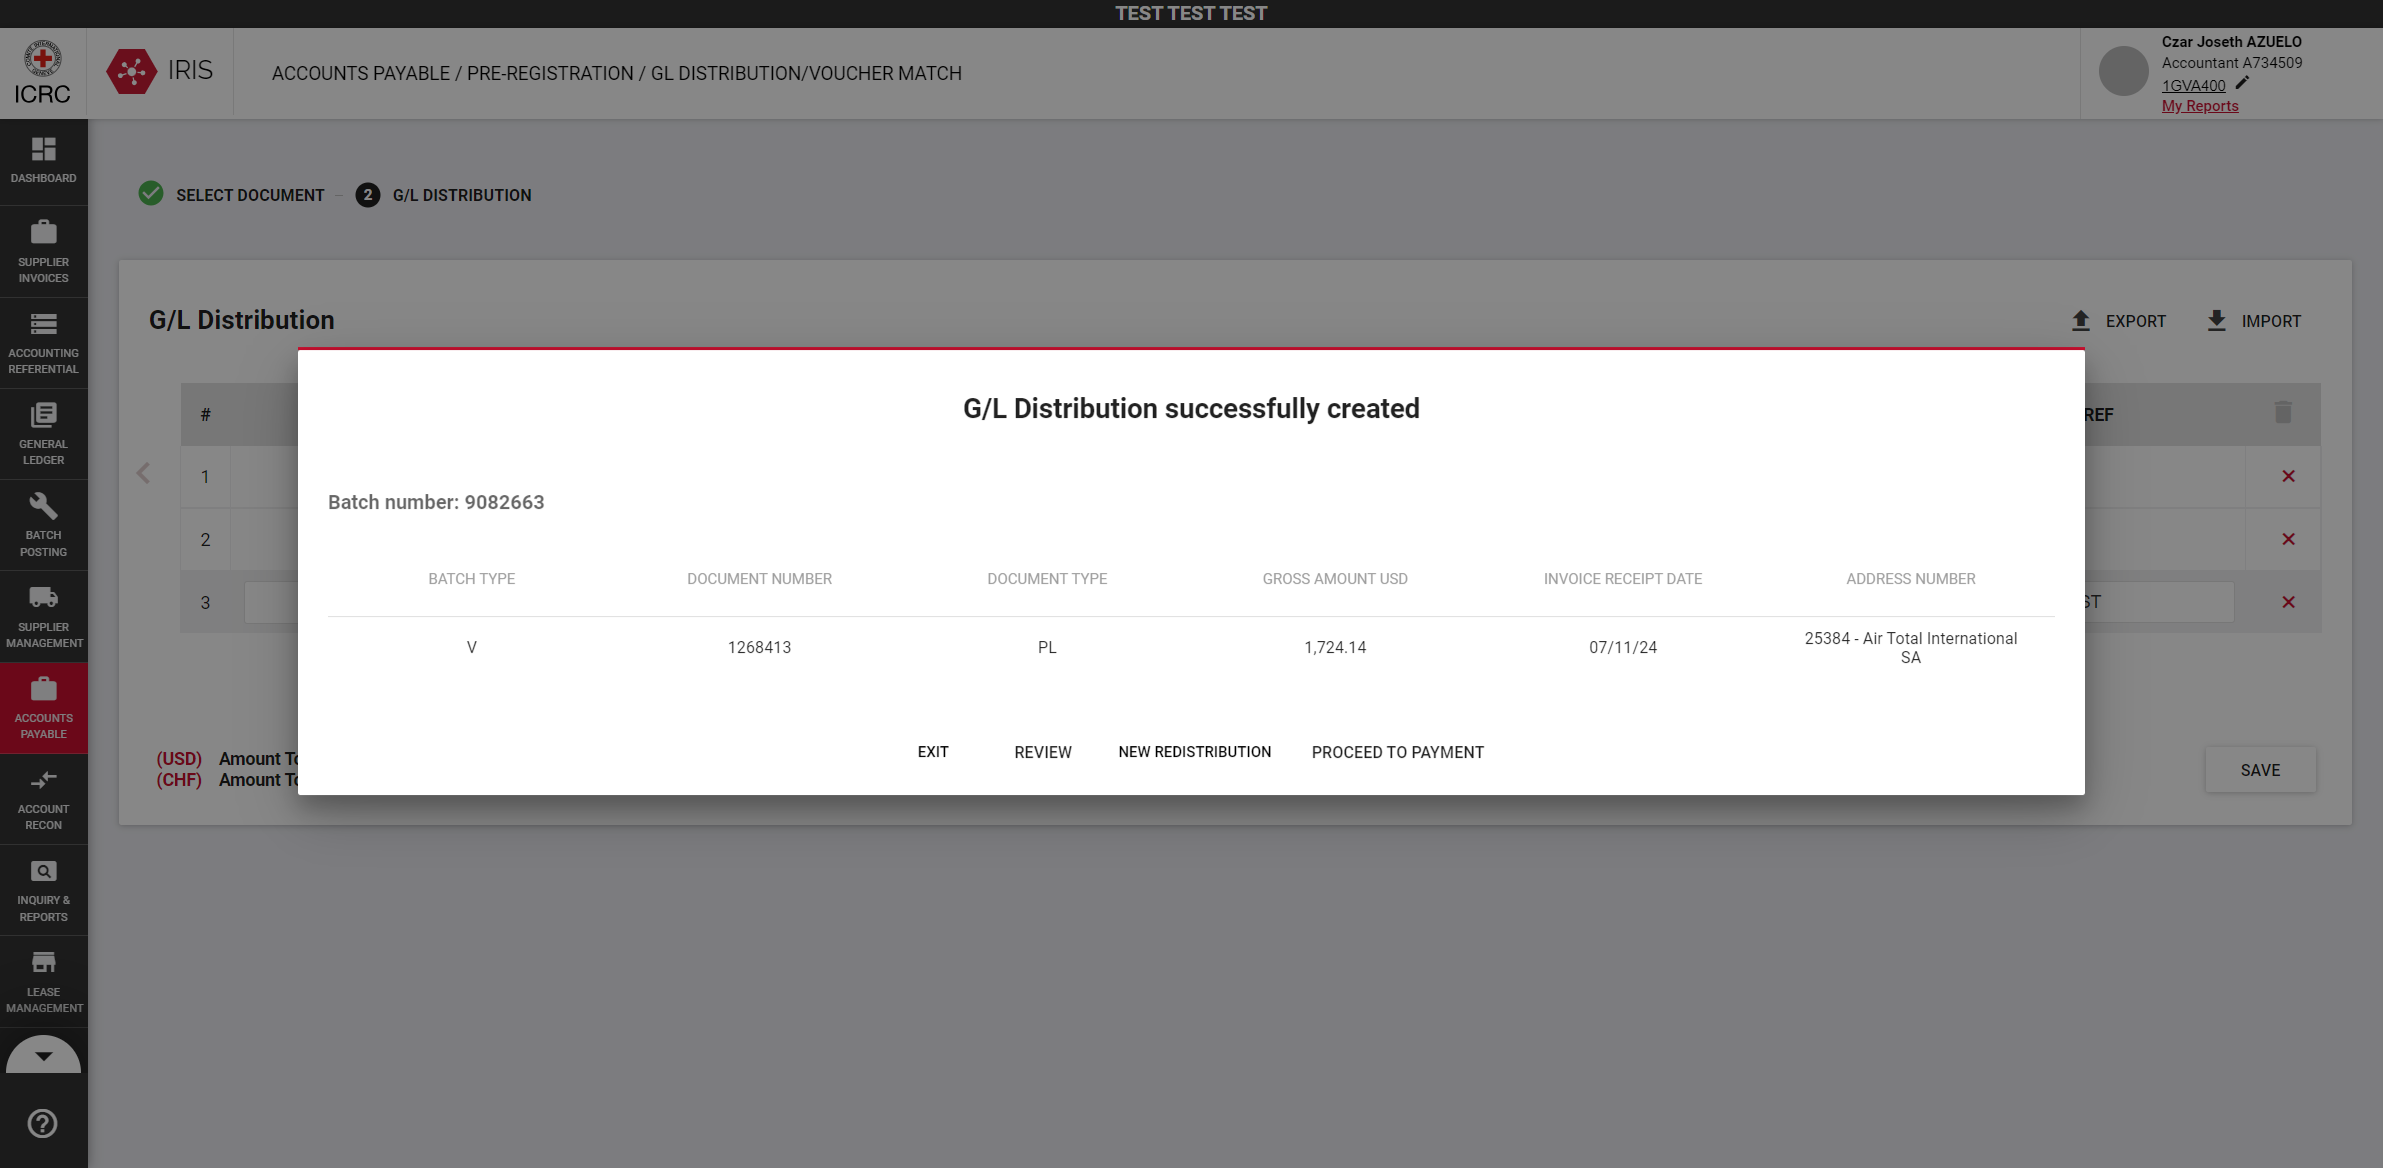 TEST TEST TEST
ICRC
IRIS
ACCOUNTS PAYABLE / PRE-REGISTRATION / GL DISTRIBUTION/VOUCHER MATCH
Czar Joseth AZUELO
Accountant A734509
1GVA400
My Reports
DASHBOARD
SUPPLIER
INVOICES
ACCOUNTING
REFERENTIAL
GENERAL
LEDGER
BATCH
POSTING
SUPPLIER
MANAGEMENT
ACCOUNTS
PAYABLE
ACCOUNT
RECON
INQUIRY &
REPORTS
LEASE
MANAGEMENT
SELECT DOCUMENT
2 G/L DISTRIBUTION
G/L Distribution
EXPORT
IMPORT
#
REF
1
2
3
ST
G/L Distribution successfully created
Batch number: 9082663
BATCH TYPE DOCUMENT NUMBER DOCUMENT TYPE GROSS AMOUNT USD INVOICE RECEIPT DATE ADDRESS NUMBER
V 1268413 PL 1,724.14 07/11/24 25384 - Air Total International
SA
EXIT REVIEW NEW REDISTRIBUTION PROCEED TO PAYMENT
(USD) Amount To
(CHF) Amount To
SAVE